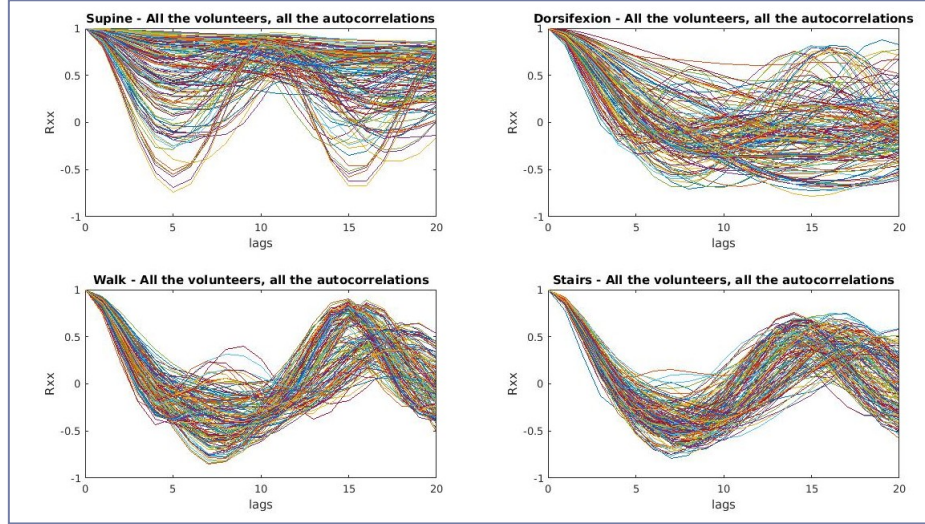 Supine - All the volunteers, all the autocorrelations
1
0.5
0
-0.5
-1
Rxx
0 5 10 15 20
lags
Dorsifexion - All the volunteers, all the autocorrelations
1
0.5
0
-0.5
-1
Rxx
0 5 10 15 20
lags
Walk - All the volunteers, all the autocorrelations
1
0.5
0
-0.5
-1
Rxx
0 5 10 15 20
lags
Stairs - All the volunteers, all the autocorrelations
1
0.5
0
-0.5
-1
Rxx
0 5 10 15 20
lags